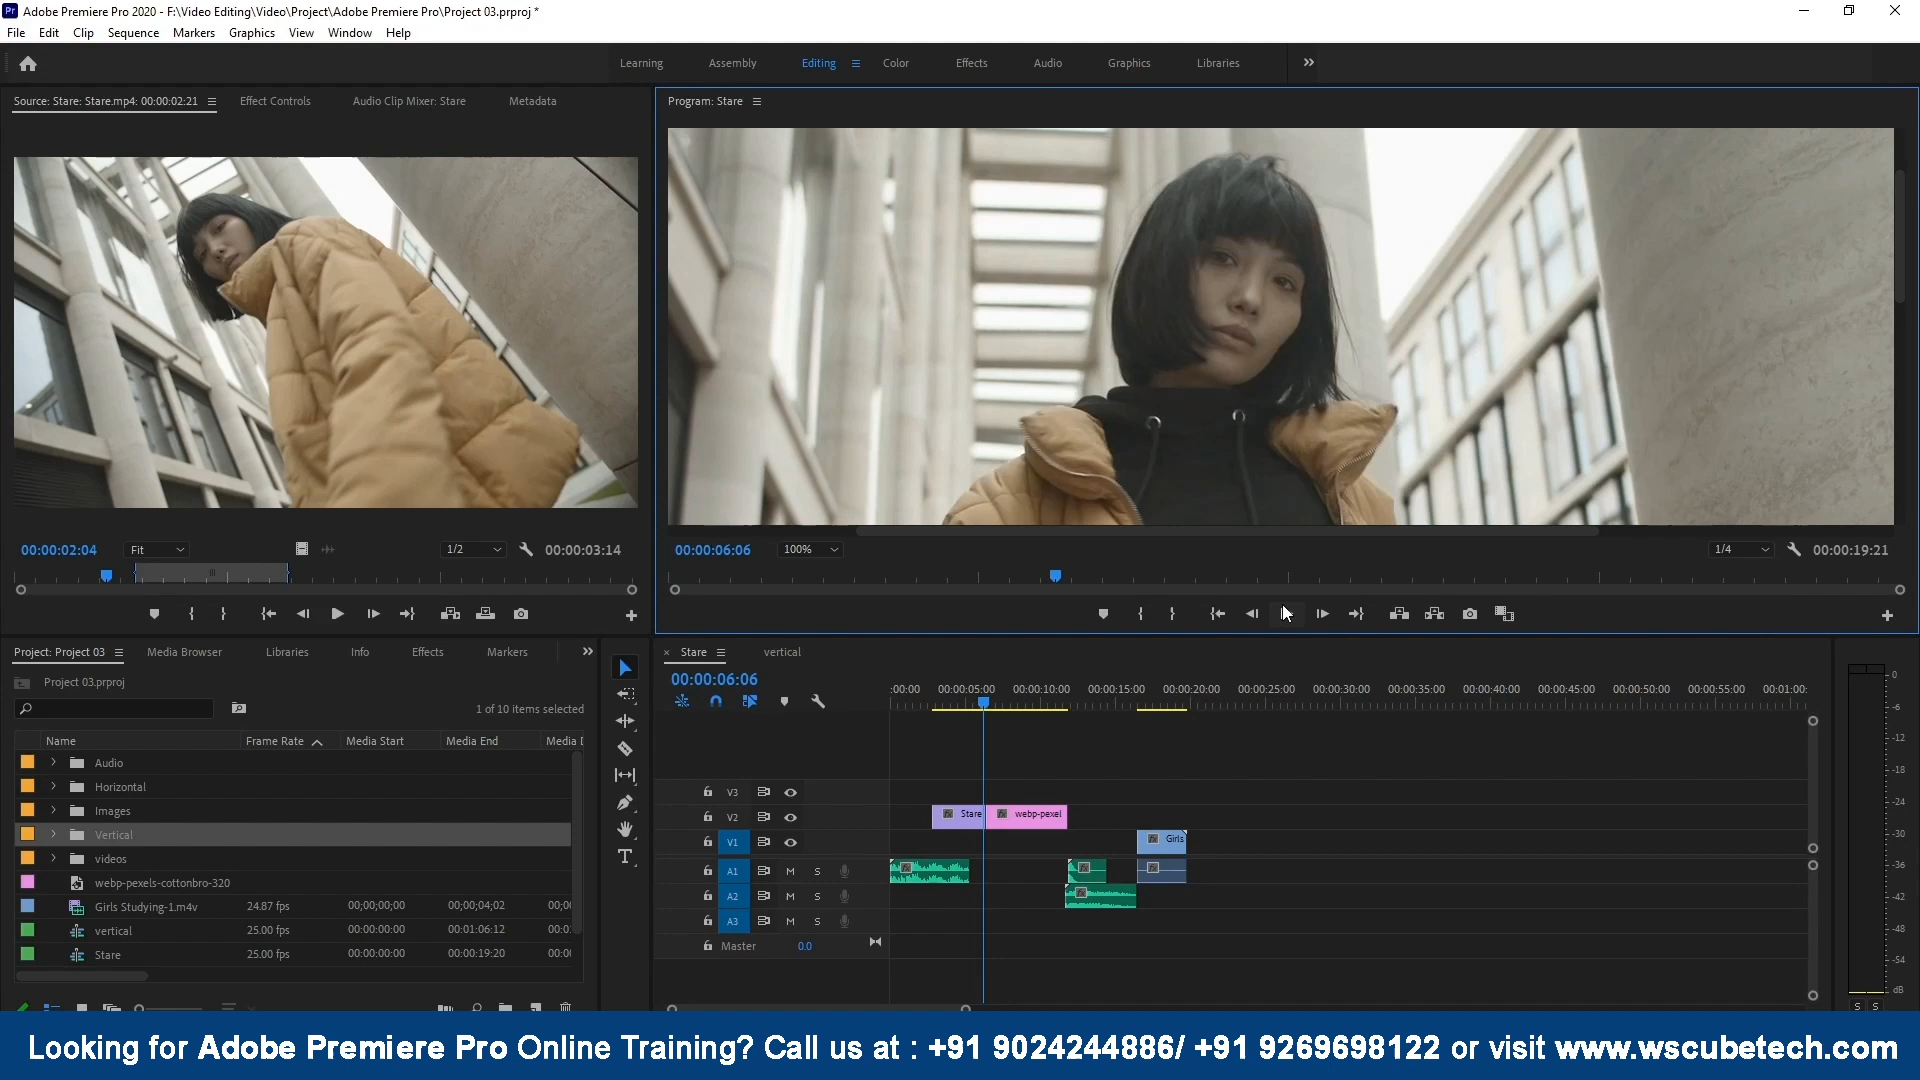 Pr Adobe Premiere Pro 2020 - F:\Video Editing\Video\Project\Adobe Premiere Pro\Project 03.prproj *
File Edit Clip Sequence Markers Graphics View Window Help
Learning Assembly Editing Color Effects Audio Graphics Libraries
Source: Stare: Stare.mp4: 00:00:02:21 Effect Controls Audio Clip Mixer: Stare Metadata
Program: Stare
00:00:02:04 Fit 1/2 00:00:03:14
00:00:06:06 100% 1/4 00:00:19:21
Project: Project 03 Media Browser Libraries Info Effects Markers
Project 03.prproj
1 of 10 items selected
Name Frame Rate Media Start Media End Media
Audio
Horizontal
Images
Vertical
videos
webp-pexels-cottonbro-320
Girls Studying-1.m4v 24.87 fps 00;00;00;00 00;00;04;02 00;0
vertical 25.00 fps 00:00:00:00 00:01:06:12 00:0
Stare 25.00 fps 00:00:00:00 00:00:19:20 00:0
Stare vertical
00:00:06:06
:00:00 00:00:05:00 00:00:10:00 00:00:15:00 00:00:20:00 00:00:25:00 00:00:30:00 00:00:35:00 00:00:40:00 00:00:45:00 00:00:50:00 00:00:55:00 00:01:00:
V3
V2 fx Stare fx webp-pexel
V1 fx Girls
A1 M S
A2 M S
A3 M S
Master 0.0
0
-6
-12
-18
-24
-30
-36
-42
-48
-54
dB
S S
Looking for Adobe Premiere Pro Online Training? Call us at : +91 9024244886/ +91 9269698122 or visit www.wscubetech.com